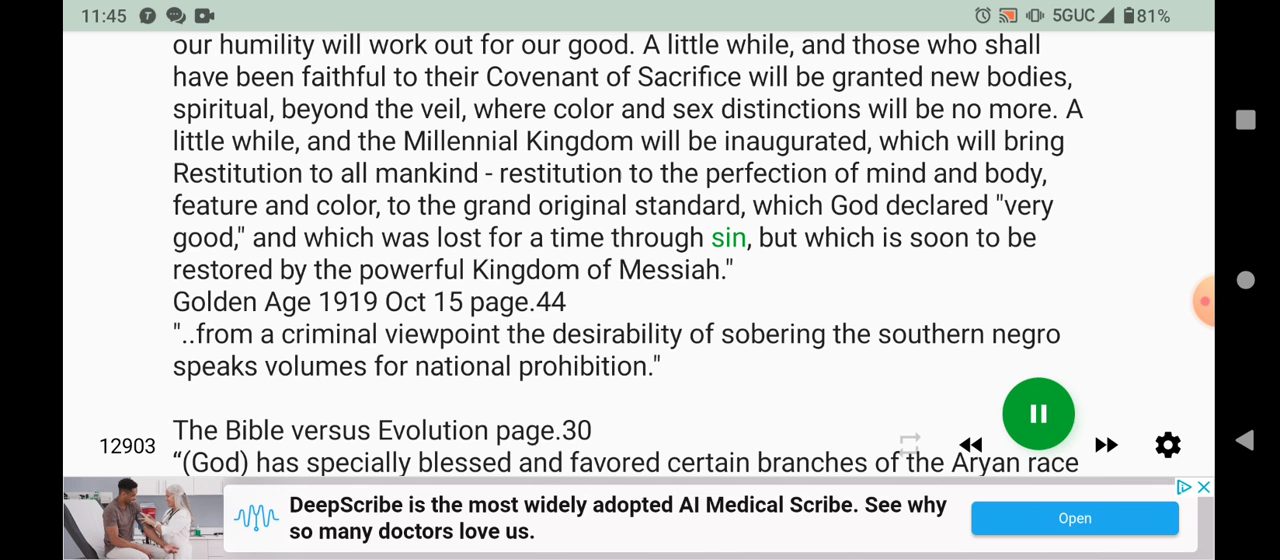 11:45
5GUC 81%
our humility will work out for our good. A little while, and those who shall
have been faithful to their Covenant of Sacrifice will be granted new bodies,
spiritual, beyond the veil, where color and sex distinctions will be no more. A
little while, and the Millennial Kingdom will be inaugurated, which will bring
Restitution to all mankind - restitution to the perfection of mind and body,
feature and color, to the grand original standard, which God declared "very
good," and which was lost for a time through sin, but which is soon to be
restored by the powerful Kingdom of Messiah."
Golden Age 1919 Oct 15 page.44
"..from a criminal viewpoint the desirability of sobering the southern negro
speaks volumes for national prohibition."
The Bible versus Evolution page.30
12903
“(God) has specially blessed and favored certain branches of the Aryan race
DeepScribe is the most widely adopted AI Medical Scribe. See why
so many doctors love us.
Open